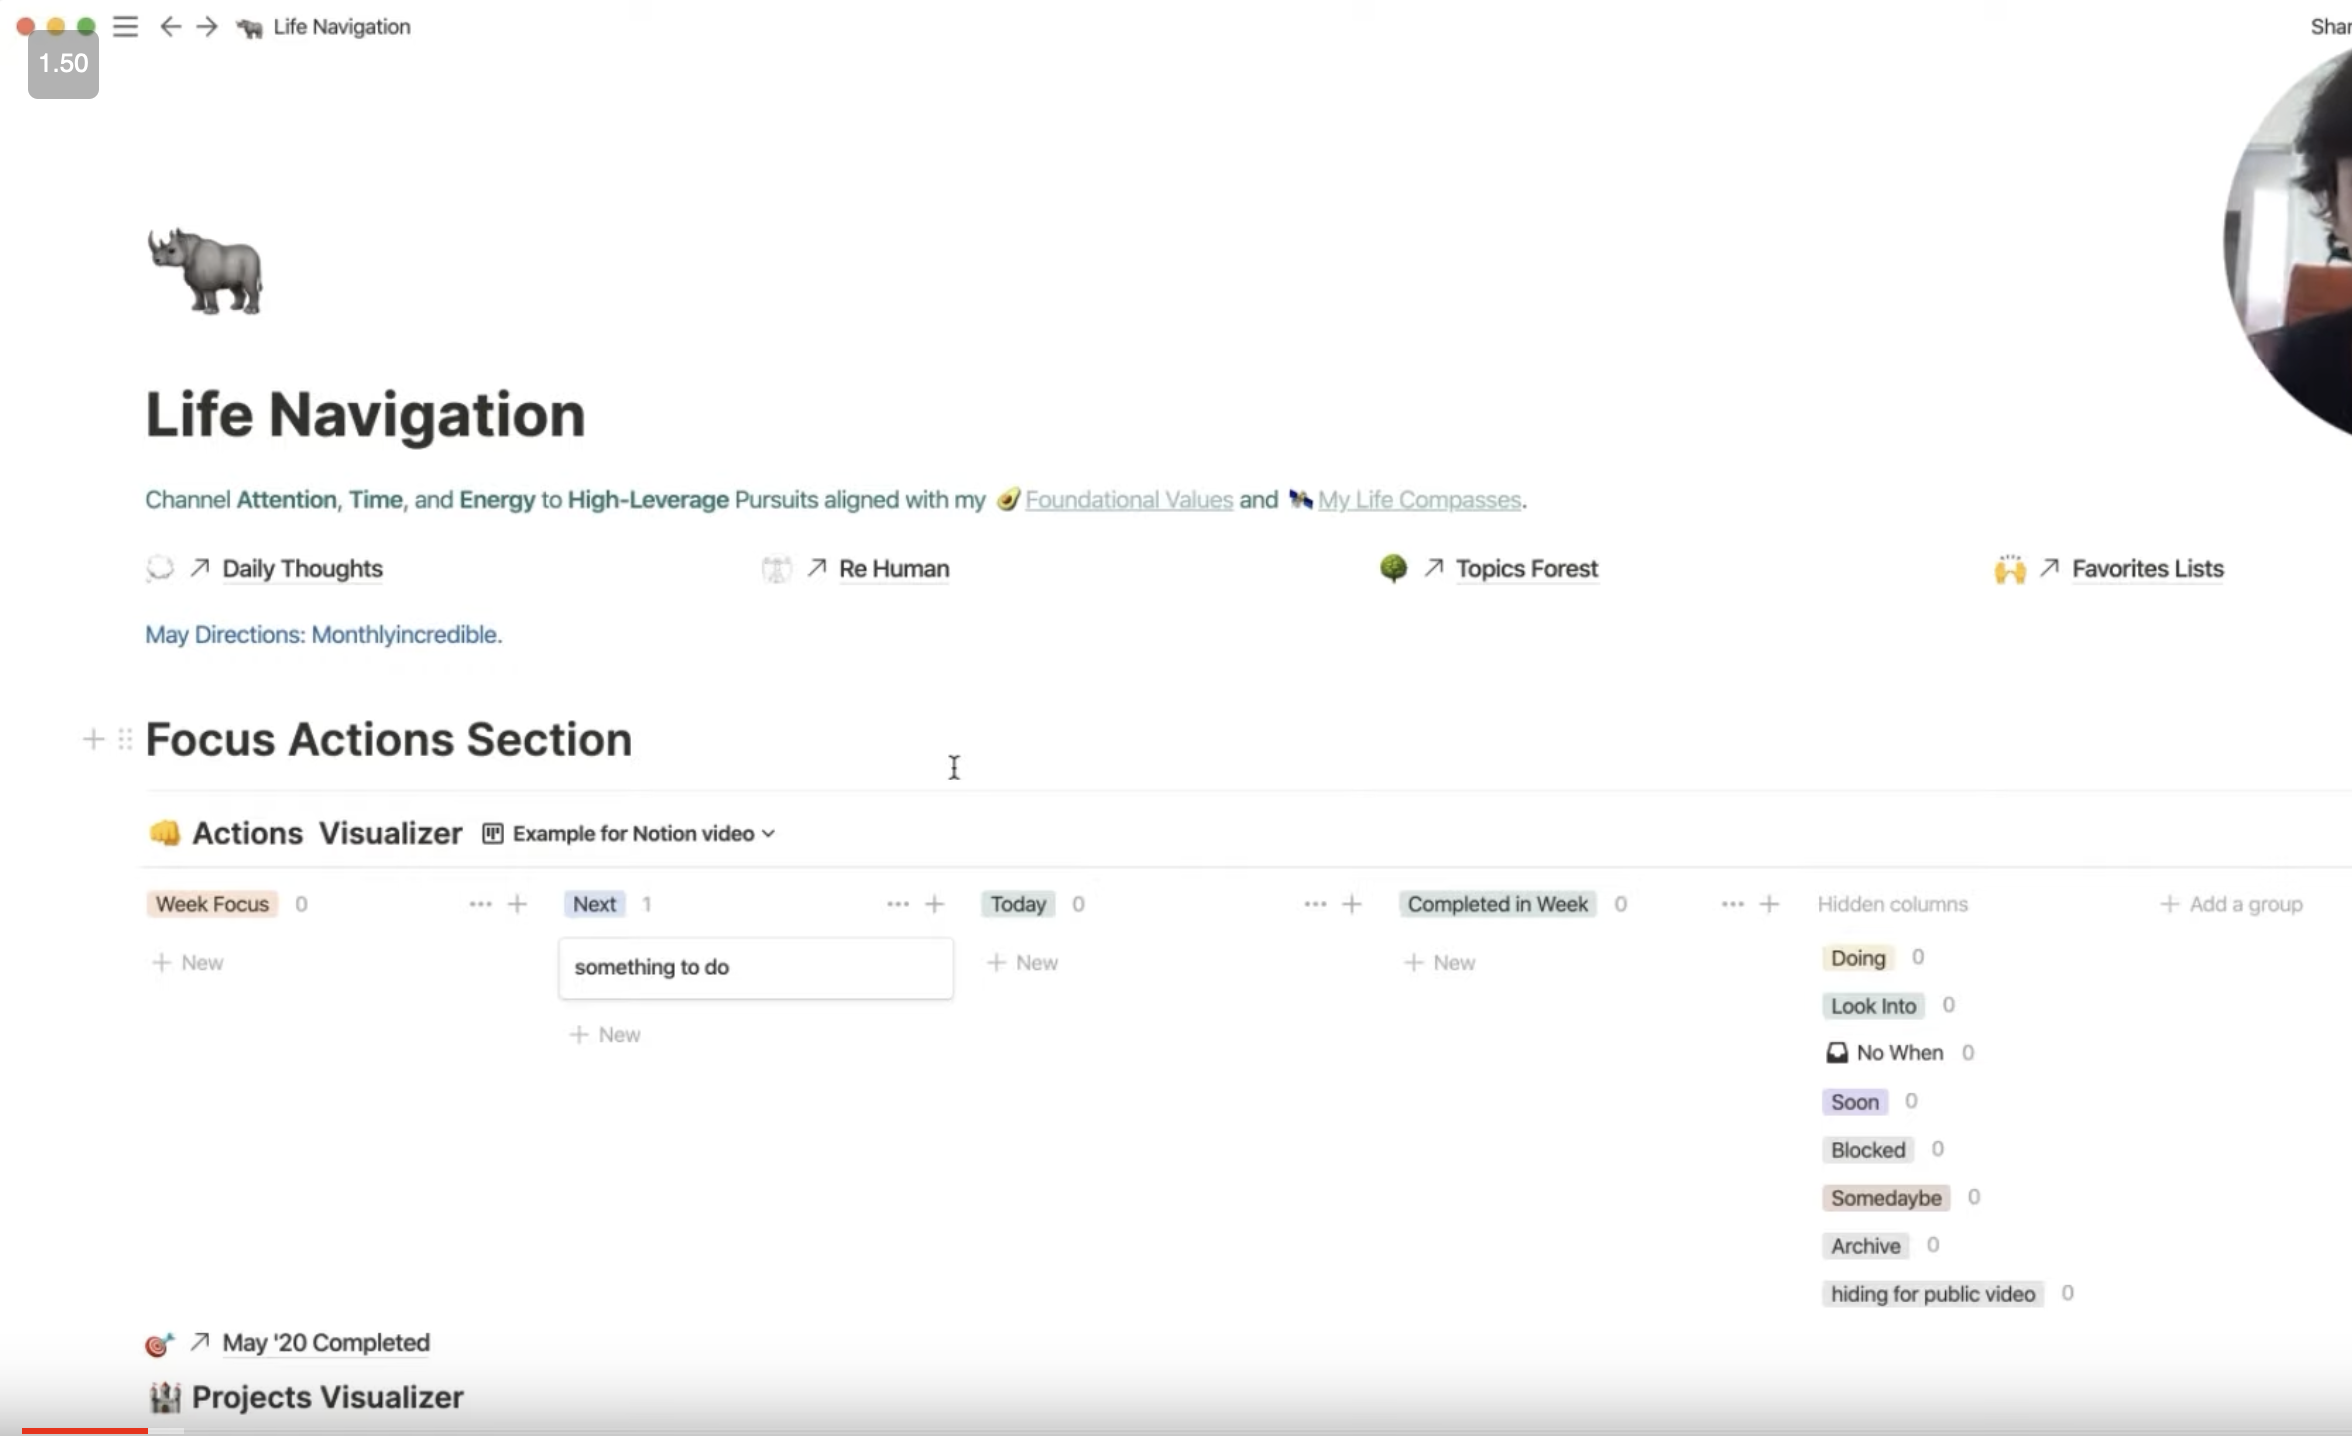 Life Navigation
Shar
1.50
Life Navigation
Channel Attention, Time, and Energy to High-Leverage Pursuits aligned with my 🥑 Foundational Values and 🛰 My Life Compasses.
Daily Thoughts
Re Human
Topics Forest
Favorites Lists
May Directions: Monthlyincredible.
Focus Actions Section
Actions Visualizer Example for Notion video
Week Focus 0
Next 1
Today 0
Completed in Week 0
Hidden columns
+ Add a group
+ New
something to do
+ New
+ New
+ New
Doing 0
Look Into 0
No When 0
Soon 0
Blocked 0
Somedaybe 0
Archive 0
hiding for public video 0
May '20 Completed
Projects Visualizer